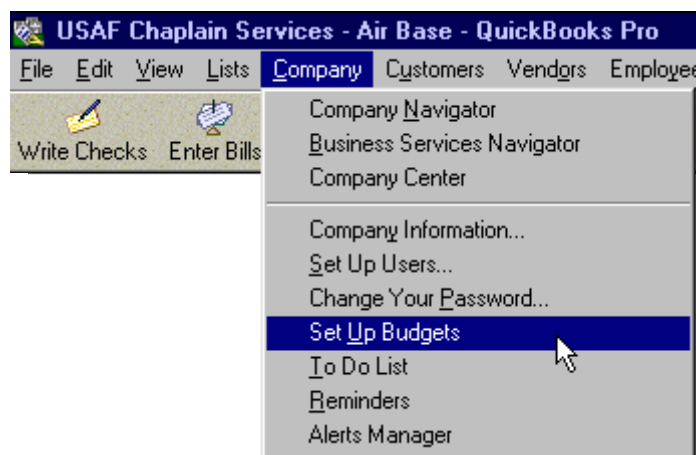 USAF Chaplain Services - Air Base - QuickBooks Pro
File Edit View Lists Company Customers Vendors Employee
Write Checks Enter Bills
Company Navigator
Business Services Navigator
Company Center
Company Information...
Set Up Users...
Change Your Password...
Set Up Budgets
To Do List
Reminders
Alerts Manager